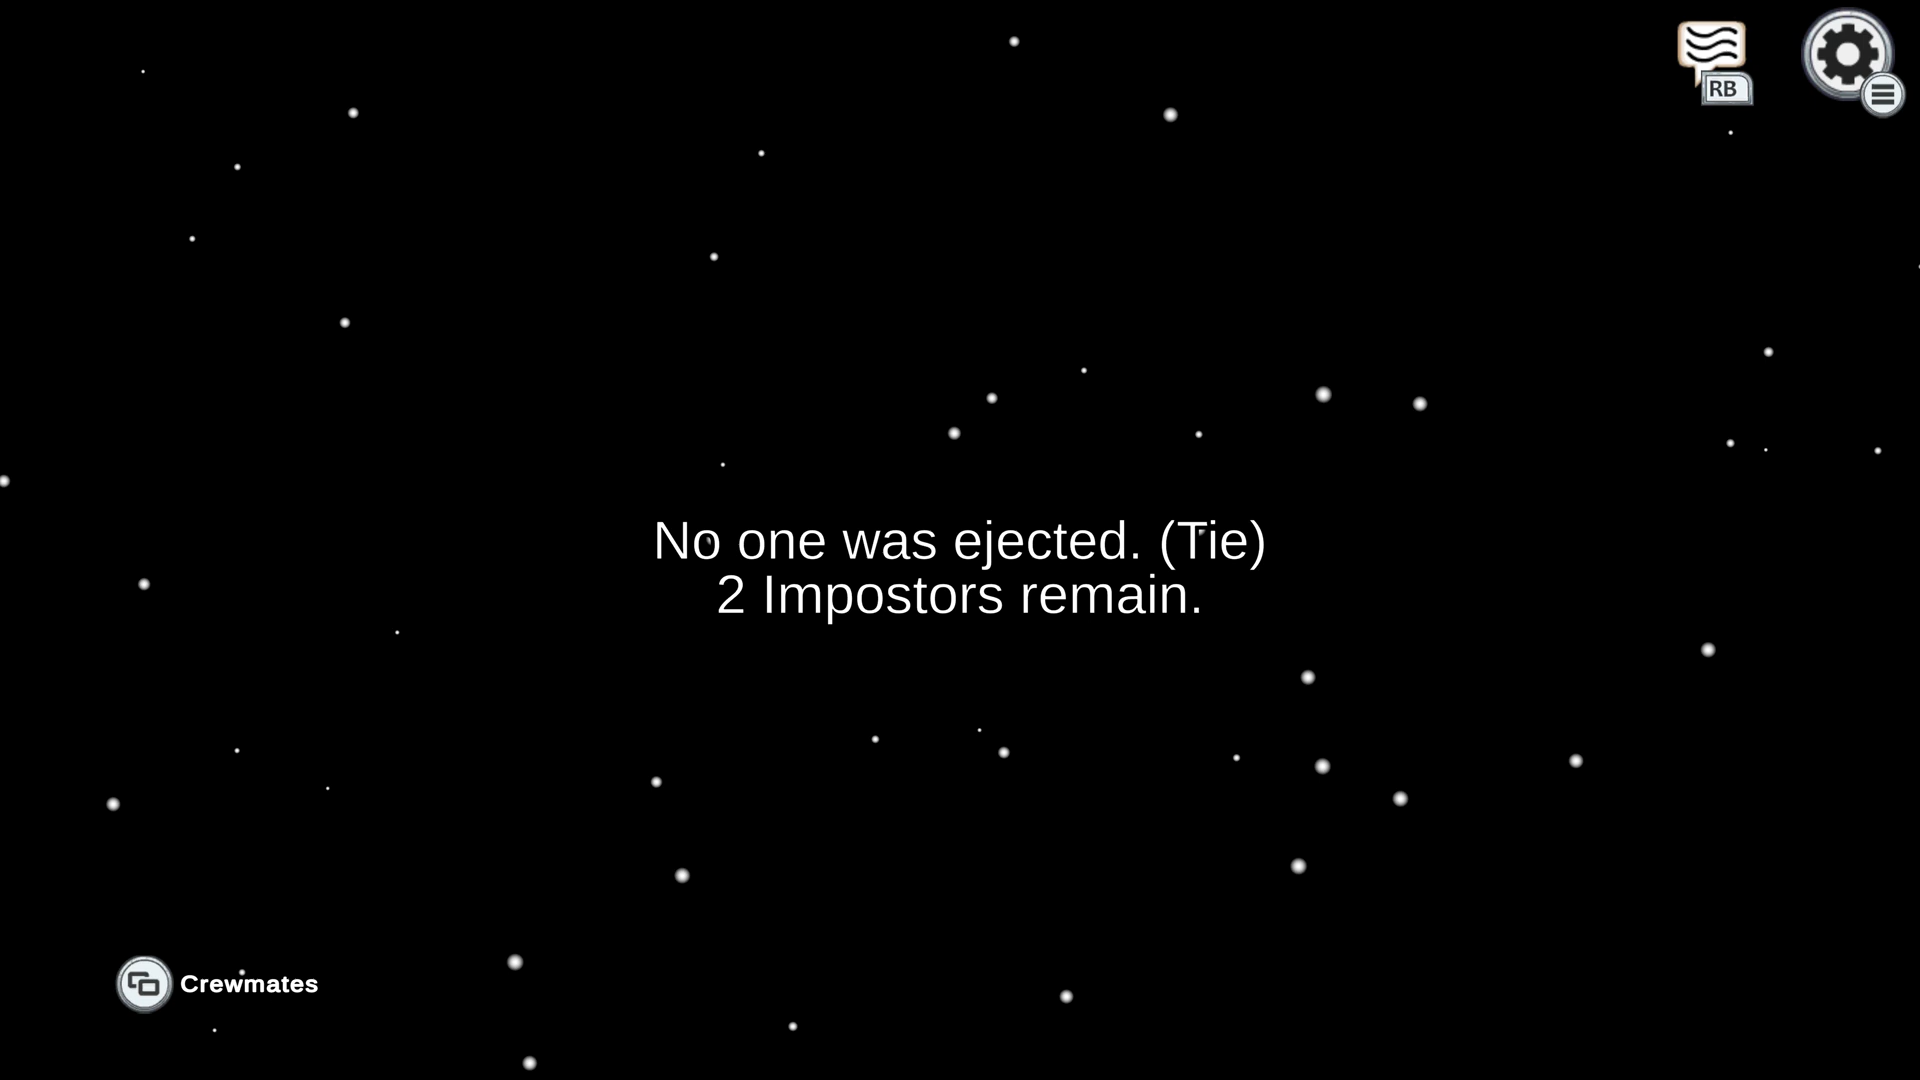 RB
No one was ejected. (Tie)
2 Impostors remain.
Crewmates